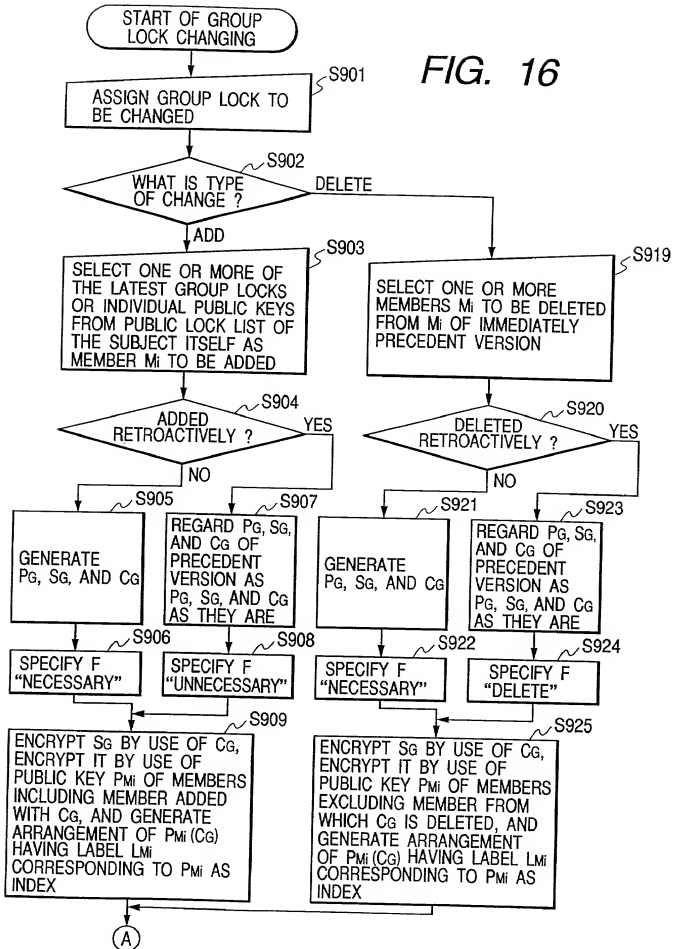 START OF GROUP
LOCK CHANGING
FIG. 16
S901
ASSIGN GROUP LOCK TO
BE CHANGED
S902
WHAT IS TYPE
OF CHANGE ?
DELETE
ADD
S903
SELECT ONE OR MORE OF
THE LATEST GROUP LOCKS
OR INDIVIDUAL PUBLIC KEYS
FROM PUBLIC LOCK LIST OF
THE SUBJECT ITSELF AS
MEMBER Mi TO BE ADDED
S919
SELECT ONE OR MORE
MEMBERS Mi TO BE DELETED
FROM Mi OF IMMEDIATELY
PRECEDENT VERSION
S904
ADDED
RETROACTIVELY ?
YES
NO
S920
DELETED
RETROACTIVELY ?
YES
NO
S905
GENERATE
PG, SG, AND CG
S907
REGARD PG, SG,
AND CG OF
PRECEDENT
VERSION AS
PG, SG, AND CG
AS THEY ARE
S921
GENERATE
PG, SG, AND CG
S923
REGARD PG, SG,
AND CG OF
PRECEDENT
VERSION AS
PG, SG, AND CG
AS THEY ARE
S906
SPECIFY F
“NECESSARY”
S908
SPECIFY F
“UNNECESSARY”
S922
SPECIFY F
“NECESSARY”
S924
SPECIFY F
“DELETE”
S909
ENCRYPT SG BY USE OF CG,
ENCRYPT IT BY USE OF
PUBLIC KEY PMi OF MEMBERS
INCLUDING MEMBER ADDED
WITH CG, AND GENERATE
ARRANGEMENT OF PMi (CG)
HAVING LABEL LMi
CORRESPONDING TO PMi AS
INDEX
S925
ENCRYPT SG BY USE OF CG,
ENCRYPT IT BY USE OF
PUBLIC KEY PMi OF MEMBERS
EXCLUDING MEMBER FROM
WHICH CG IS DELETED, AND
GENERATE ARRANGEMENT
OF PMi (CG) HAVING LABEL LMi
CORRESPONDING TO PMi AS
INDEX
A